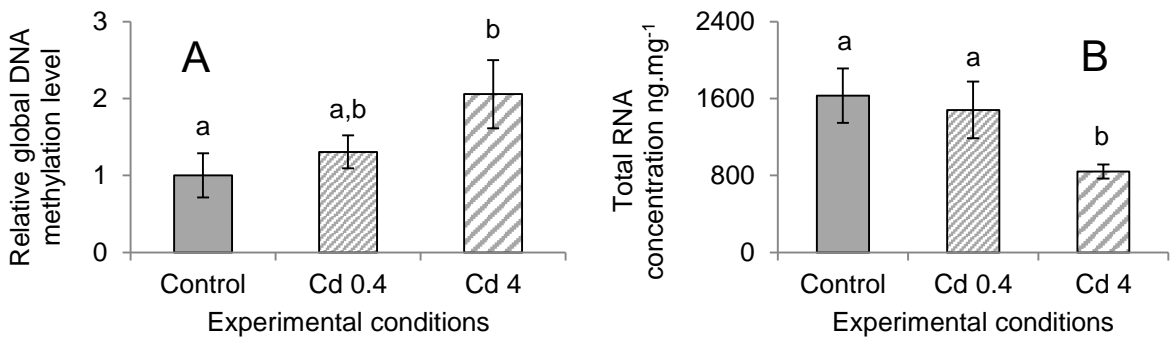 Relative global DNA
methylation level
3
2
1
0
A
a
a,b
b
Control
Cd 0.4
Cd 4
Experimental conditions
Total RNA
concentration ng.mg⁻¹
2400
1600
800
0
B
a
a
b
Control
Cd 0.4
Cd 4
Experimental conditions